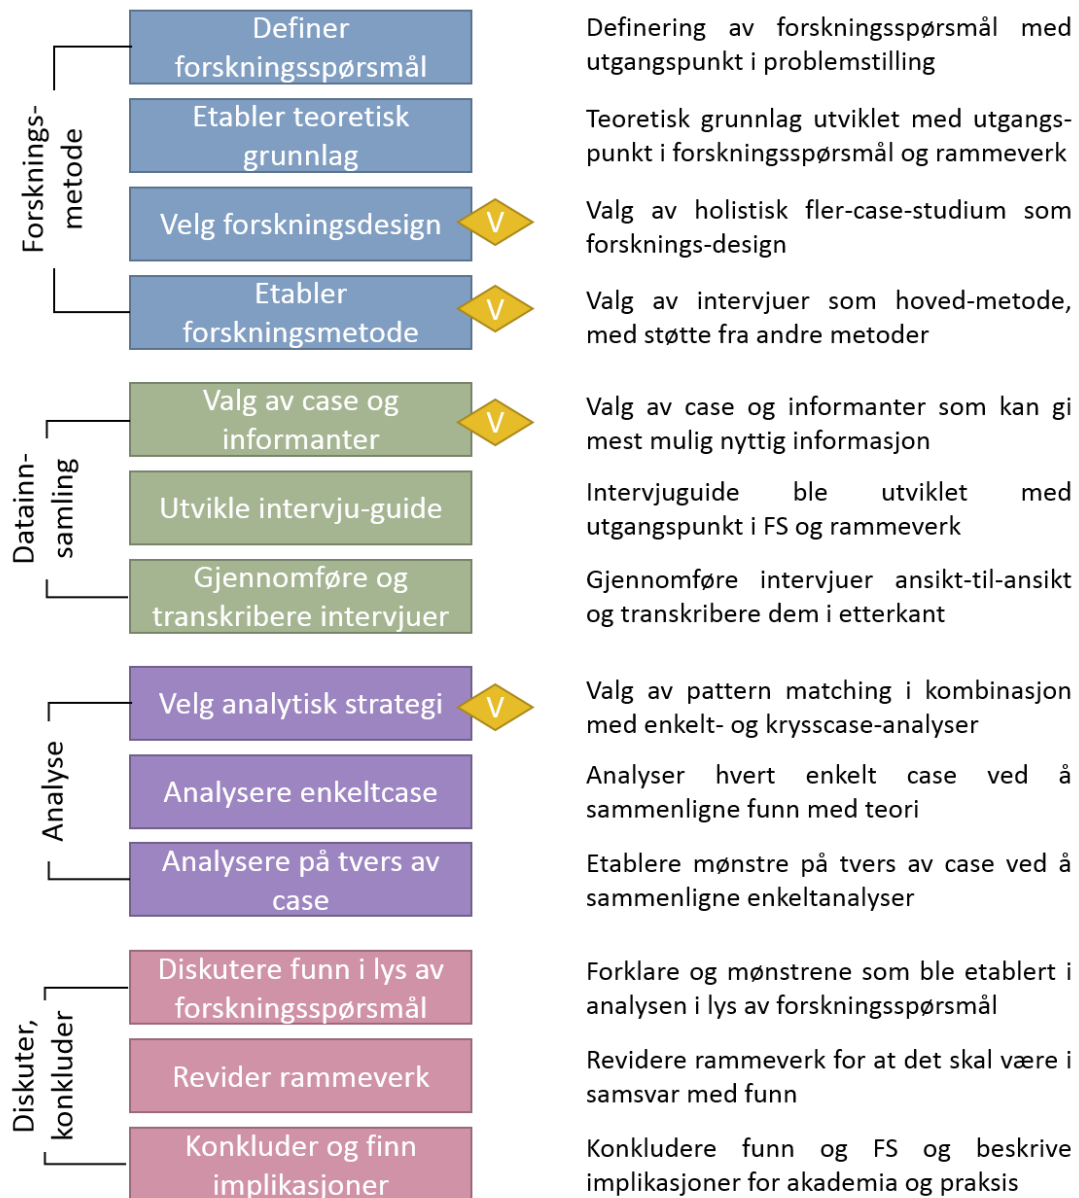 Forsknings-
metode
Definer
forskningsspørsmål
Definering av forskningsspørsmål med
utgangspunkt i problemstilling
Etabler teoretisk
grunnlag
Teoretisk grunnlag utviklet med utgangs-
punkt i forskningsspørsmål og rammeverk
Velg forskningsdesign
V
Valg av holistisk fler-case-studium som
forsknings-design
Etabler
forskningsmetode
V
Valg av intervjuer som hoved-metode,
med støtte fra andre metoder
Datainn-
samling
Valg av case og
informanter
V
Valg av case og informanter som kan gi
mest mulig nyttig informasjon
Utvikle intervju-guide
Intervjuguide ble utviklet med
utgangspunkt i FS og rammeverk
Gjennomføre og
transkribere intervjuer
Gjennomføre intervjuer ansikt-til-ansikt
og transkribere dem i etterkant
Analyse
Velg analytisk strategi
V
Valg av pattern matching i kombinasjon
med enkelt- og krysscase-analyser
Analysere enkeltcase
Analyser hvert enkelt case ved å
sammenligne funn med teori
Analysere på tvers av
case
Etablere mønstre på tvers av case ved å
sammenligne enkeltanalyser
Diskuter,
konkluder
Diskutere funn i lys av
forskningsspørsmål
Forklare og mønstrene som ble etablert i
analysen i lys av forskningsspørsmål
Revider rammeverk
Revidere rammeverk for at det skal være i
samsvar med funn
Konkluder og finn
implikasjoner
Konkludere funn og FS og beskrive
implikasjoner for akademia og praksis